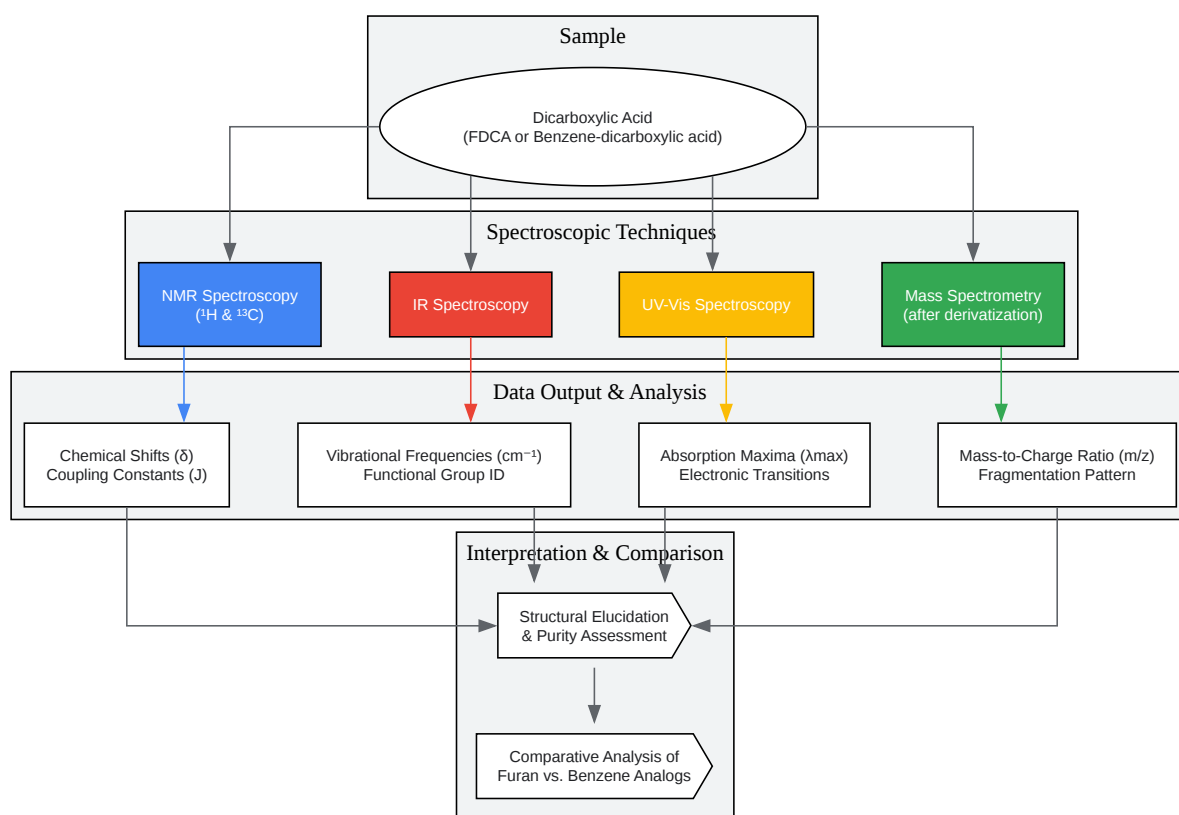 Sample
Dicarboxylic Acid
(FDCA or Benzene-dicarboxylic acid)
Spectroscopic Techniques
NMR Spectroscopy
(¹H & ¹³C)
IR Spectroscopy
UV-Vis Spectroscopy
Mass Spectrometry
(after derivatization)
Data Output & Analysis
Chemical Shifts (δ)
Coupling Constants (J)
Vibrational Frequencies (cm⁻¹)
Functional Group ID
Absorption Maxima (λmax)
Electronic Transitions
Mass-to-Charge Ratio (m/z)
Fragmentation Pattern
Interpretation & Comparison
Structural Elucidation
& Purity Assessment
Comparative Analysis of
Furan vs. Benzene Analogs